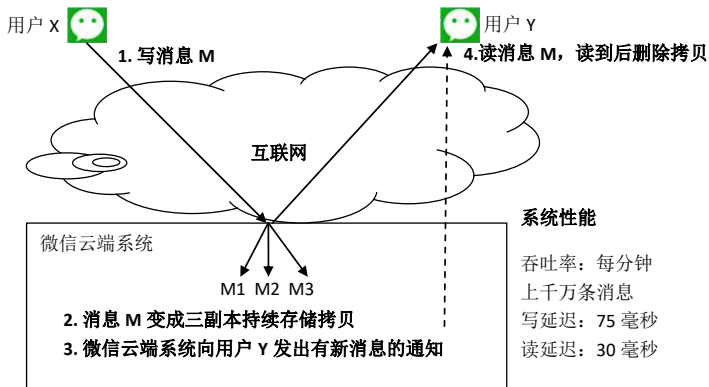 用户 X
用户 Y
1. 写消息 M
4.读消息 M，读到后删除拷贝
互联网
系统性能
微信云端系统
吞吐率：每分钟
上千万条消息
M1 M2 M3
写延迟：75 毫秒
2. 消息 M 变成三副本持续存储拷贝
3. 微信云端系统向用户 Y 发出有新消息的通知
读延迟：30 毫秒